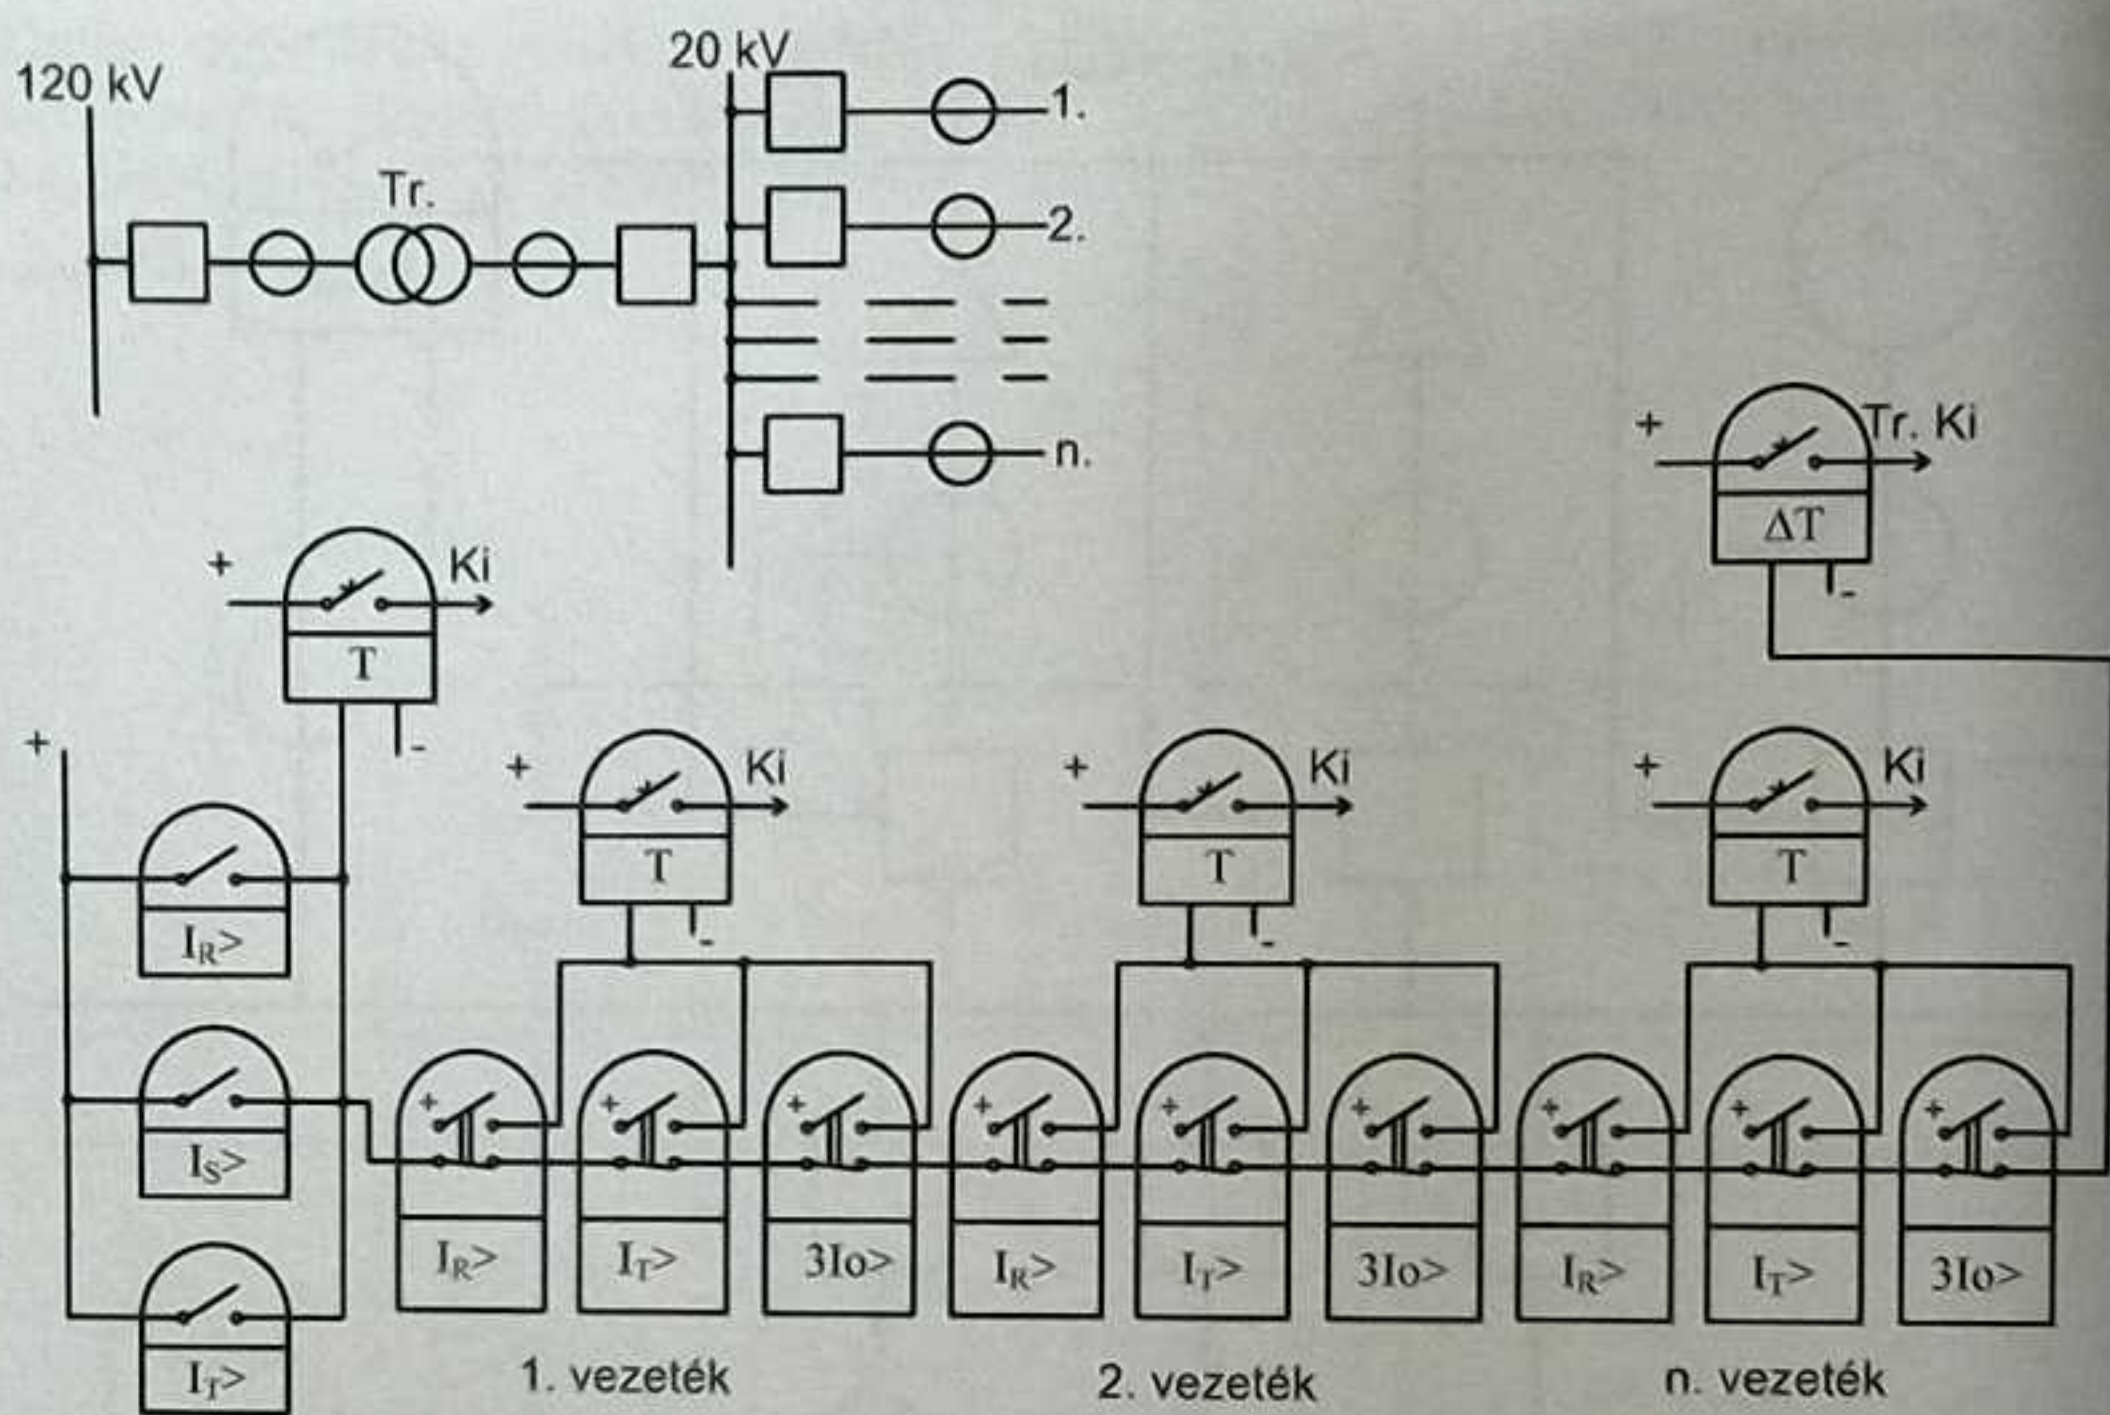 120 kV
20 kV
Tr.
1.
2.
n.
+ Tr. Ki
ΔT
-
+ Ki
T
-
+
+ Ki
T
-
+ Ki
T
-
+ Ki
T
-
I_R>
I_S>
I_T>
+ + + + + + + + +
I_R> I_T> 3Io> I_R> I_T> 3Io> I_R> I_T> 3Io>
1. vezeték 2. vezeték n. vezeték